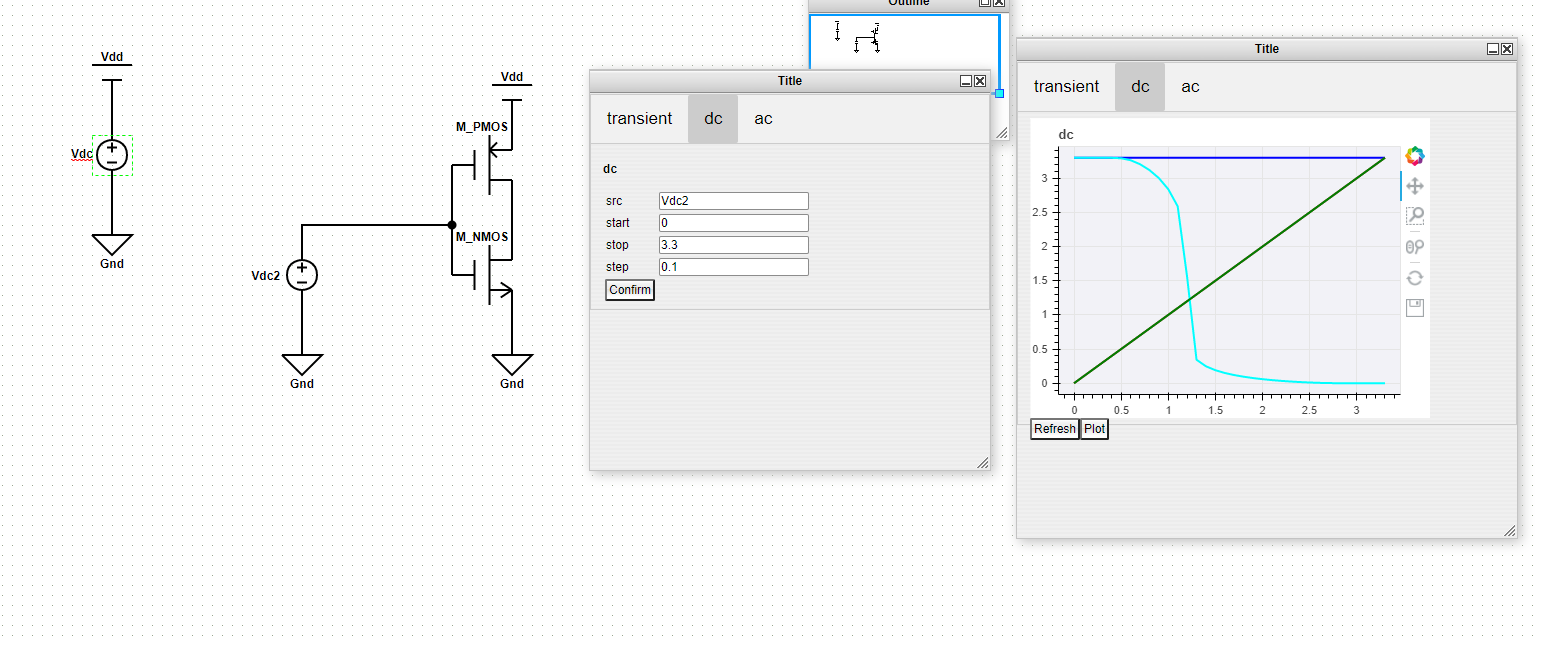 Outline
Vdd
Vdc
Gnd
Vdd
M_PMOS
M_NMOS
Vdc2
Gnd
Gnd
Title
transient dc ac
dc
src Vdc2
start 0
stop 3.3
step 0.1
Confirm
Title
transient dc ac
dc
3
2.5
2
1.5
1
0.5
0
0 0.5 1 1.5 2 2.5 3
Refresh Plot